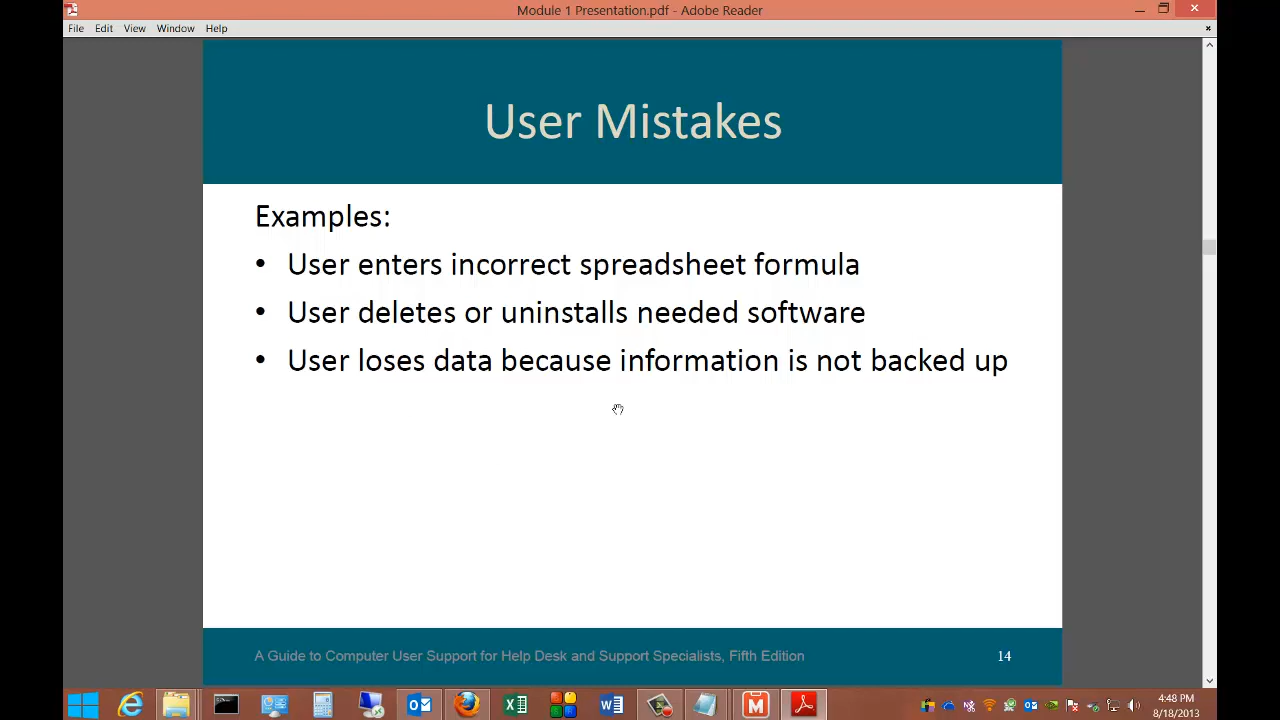 Module 1 Presentation.pdf - Adobe Reader
File Edit View Window Help
User Mistakes
Examples:
• User enters incorrect spreadsheet formula
• User deletes or uninstalls needed software
• User loses data because information is not backed up
A Guide to Computer User Support for Help Desk and Support Specialists, Fifth Edition 14
4:48 PM
8/18/2013